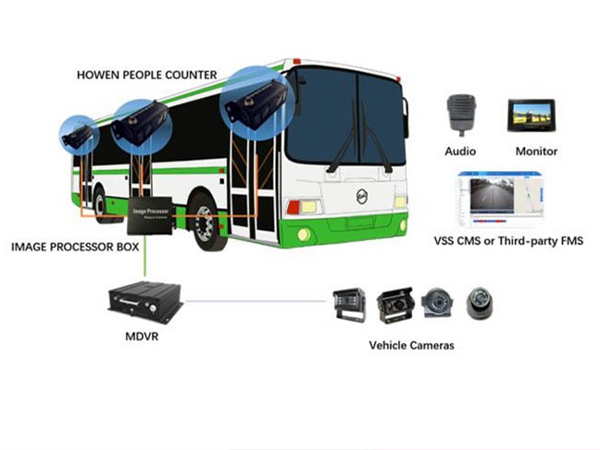 HOWEN PEOPLE COUNTER
Audio
Monitor
Image Processor
IMAGE PROCESSOR BOX
VSS CMS or Third-party FMS
MDVR
Vehicle Cameras